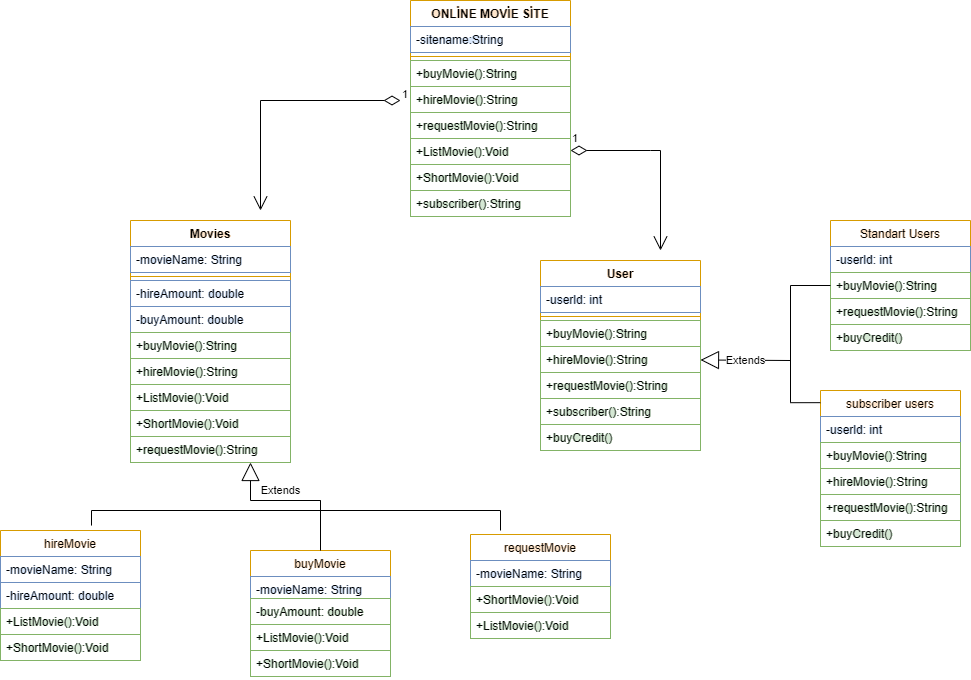 ONLİNE MOVİE SİTE
-sitename:String
+buyMovie():String
+hireMovie():String
+requestMovie():String
+ListMovie():Void
+ShortMovie():Void
+subscriber():String
1
1
Movies
-movieName: String
-hireAmount: double
-buyAmount: double
+buyMovie():String
+hireMovie():String
+ListMovie():Void
+ShortMovie():Void
+requestMovie():String
User
-userId: int
+buyMovie():String
+hireMovie():String
+requestMovie():String
+subscriber():String
+buyCredit()
Extends
Standart Users
-userId: int
+buyMovie():String
+requestMovie():String
+buyCredit()
subscriber users
-userId: int
+buyMovie():String
+hireMovie():String
+requestMovie():String
+buyCredit()
Extends
hireMovie
-movieName: String
-hireAmount: double
+ListMovie():Void
+ShortMovie():Void
buyMovie
-movieName: String
-buyAmount: double
+ListMovie():Void
+ShortMovie():Void
requestMovie
-movieName: String
+ShortMovie():Void
+ListMovie():Void